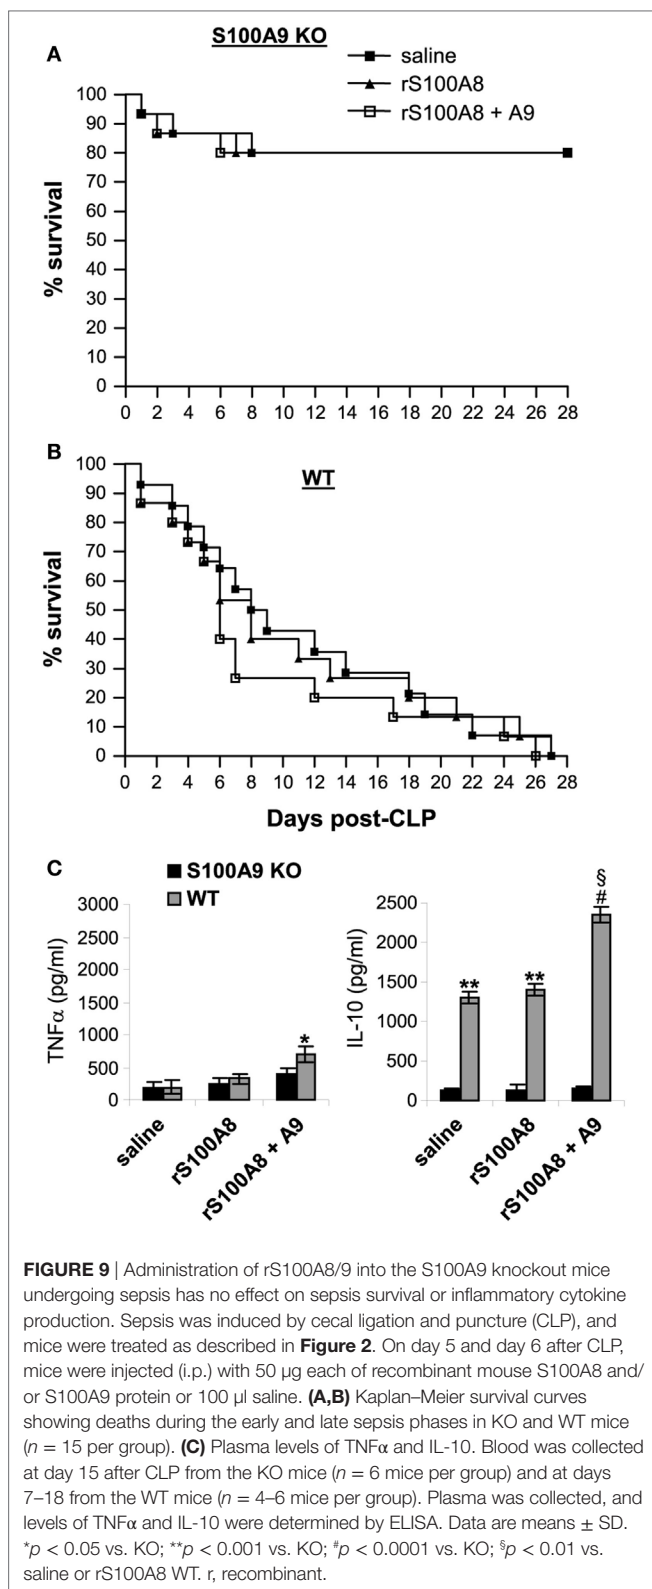 S100A9 KO
A
saline
rS100A8
rS100A8 + A9
100
90
80
70
60
50
40
30
20
10
0
% survival
0 2 4 6 8 10 12 14 16 18 20 22 24 26 28
B
WT
100
90
80
70
60
50
40
30
20
10
0
% survival
0 2 4 6 8 10 12 14 16 18 20 22 24 26 28
Days post-CLP
C
S100A9 KO
WT
3000
2500
2000
1500
1000
500
0
TNFα (pg/ml)
*
saline
rS100A8
rS100A8 + A9
2500
2000
1500
1000
500
0
IL-10 (pg/ml)
**
**
§
#
saline
rS100A8
rS100A8 + A9
FIGURE 9 | Administration of rS100A8/9 into the S100A9 knockout mice
undergoing sepsis has no effect on sepsis survival or inflammatory cytokine
production. Sepsis was induced by cecal ligation and puncture (CLP), and
mice were treated as described in Figure 2. On day 5 and day 6 after CLP,
mice were injected (i.p.) with 50 µg each of recombinant mouse S100A8 and/
or S100A9 protein or 100 µl saline. (A,B) Kaplan–Meier survival curves
showing deaths during the early and late sepsis phases in KO and WT mice
(n = 15 per group). (C) Plasma levels of TNFα and IL-10. Blood was collected
at day 15 after CLP from the KO mice (n = 6 mice per group) and at days
7–18 from the WT mice (n = 4–6 mice per group). Plasma was collected, and
levels of TNFα and IL-10 were determined by ELISA. Data are means ± SD.
*p < 0.05 vs. KO; **p < 0.001 vs. KO; #p < 0.0001 vs. KO; §p < 0.01 vs.
saline or rS100A8 WT. r, recombinant.